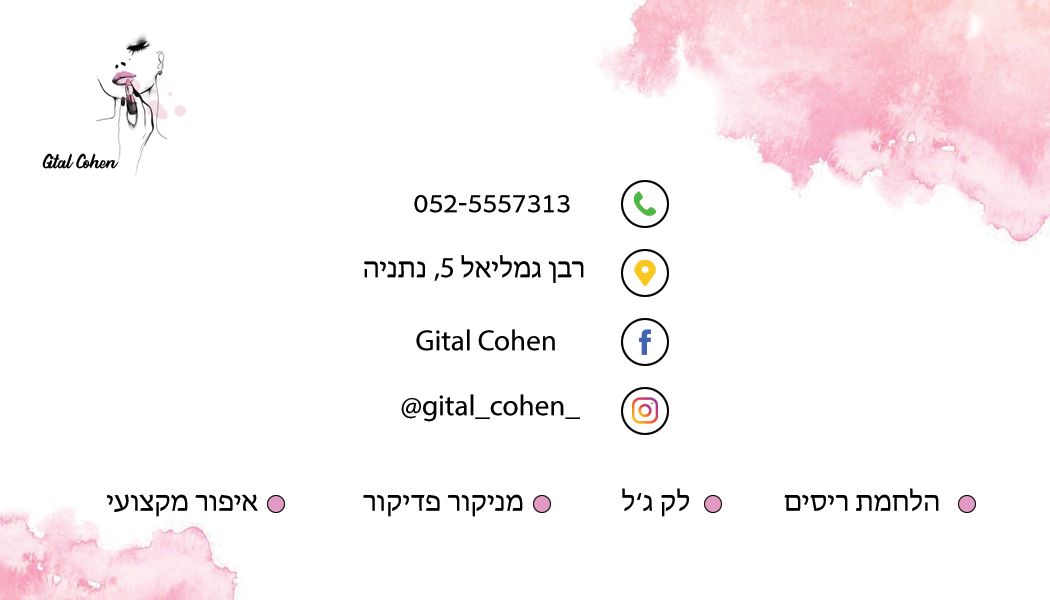 Gital Cohen
052-5557313
רבן גמליאל 5, נתניה
Gital Cohen
@gital_cohen_
הלחמת ריסים
לק ג'ל
מניקור פדיקור
איפור מקצועי